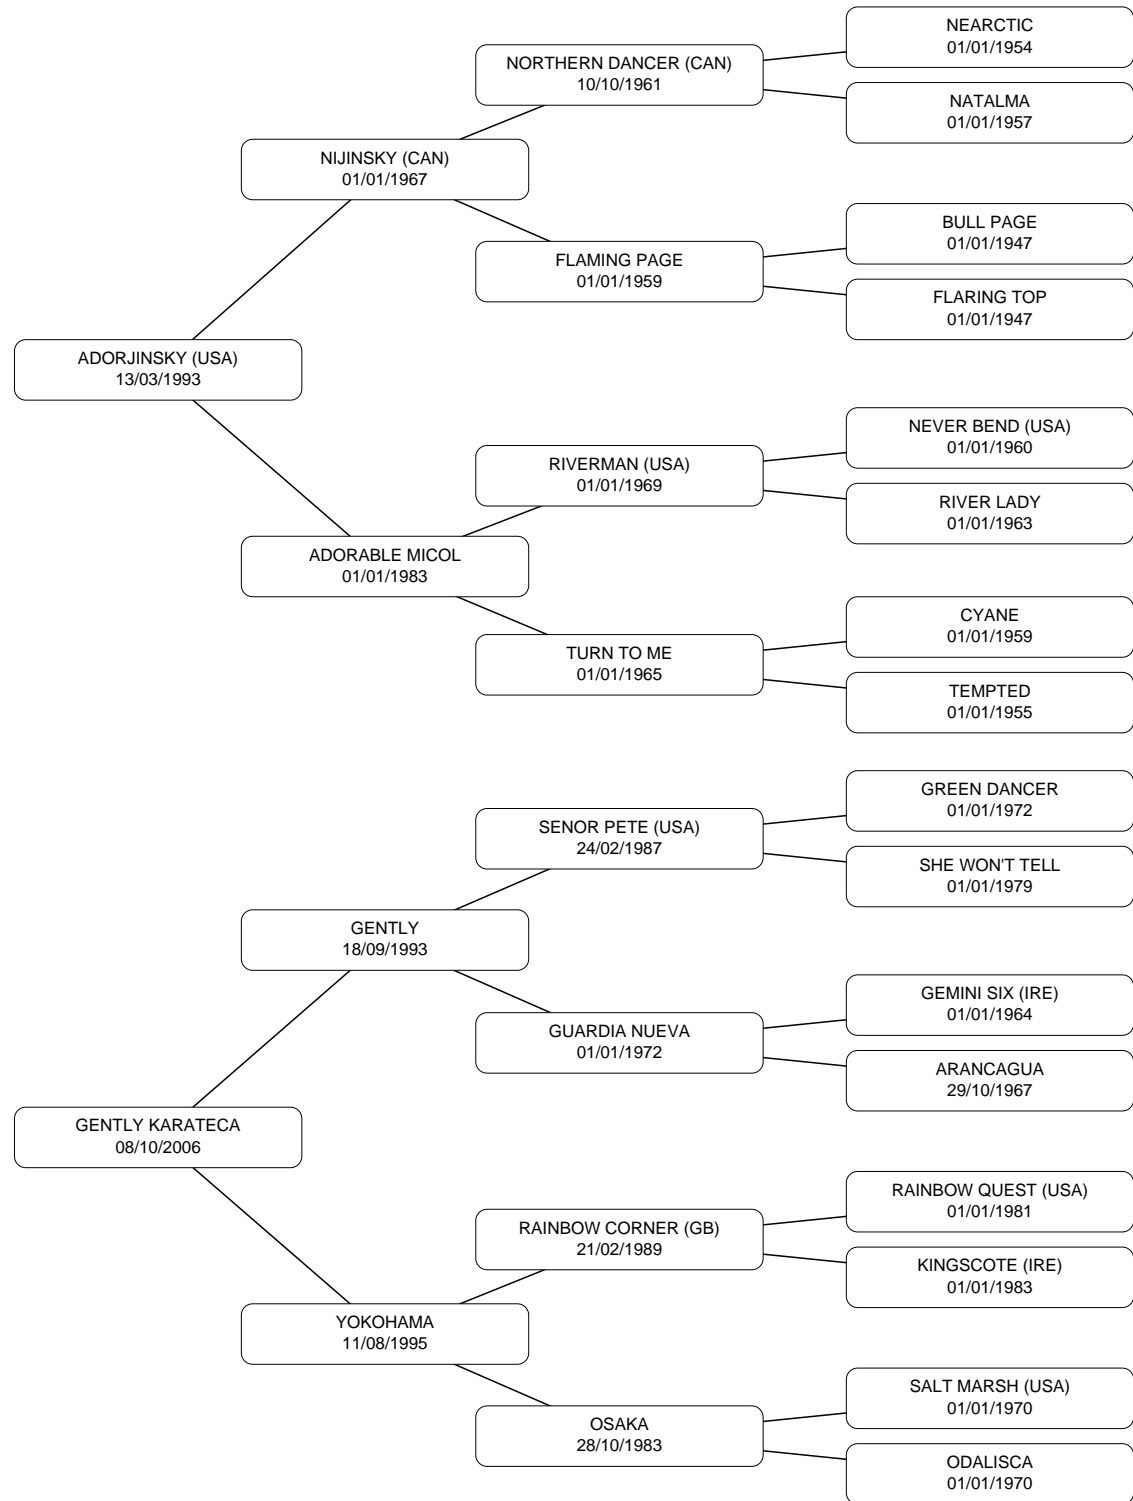 NEARCTIC
01/01/1954
NORTHERN DANCER (CAN)
10/10/1961
NATALMA
01/01/1957
NIJINSKY (CAN)
01/01/1967
BULL PAGE
01/01/1947
FLAMING PAGE
01/01/1959
FLARING TOP
01/01/1947
ADORJINSKY (USA)
13/03/1993
NEVER BEND (USA)
01/01/1960
RIVERMAN (USA)
01/01/1969
RIVER LADY
01/01/1963
ADORABLE MICOL
01/01/1983
CYANE
01/01/1959
TURN TO ME
01/01/1965
TEMPTED
01/01/1955
GREEN DANCER
01/01/1972
SENOR PETE (USA)
24/02/1987
SHE WON'T TELL
01/01/1979
GENTLY
18/09/1993
GEMINI SIX (IRE)
01/01/1964
GUARDIA NUEVA
01/01/1972
ARANCAGUA
29/10/1967
GENTLY KARATECA
08/10/2006
RAINBOW QUEST (USA)
01/01/1981
RAINBOW CORNER (GB)
21/02/1989
KINGSCOTE (IRE)
01/01/1983
YOKOHAMA
11/08/1995
SALT MARSH (USA)
01/01/1970
OSAKA
28/10/1983
ODALISCA
01/01/1970